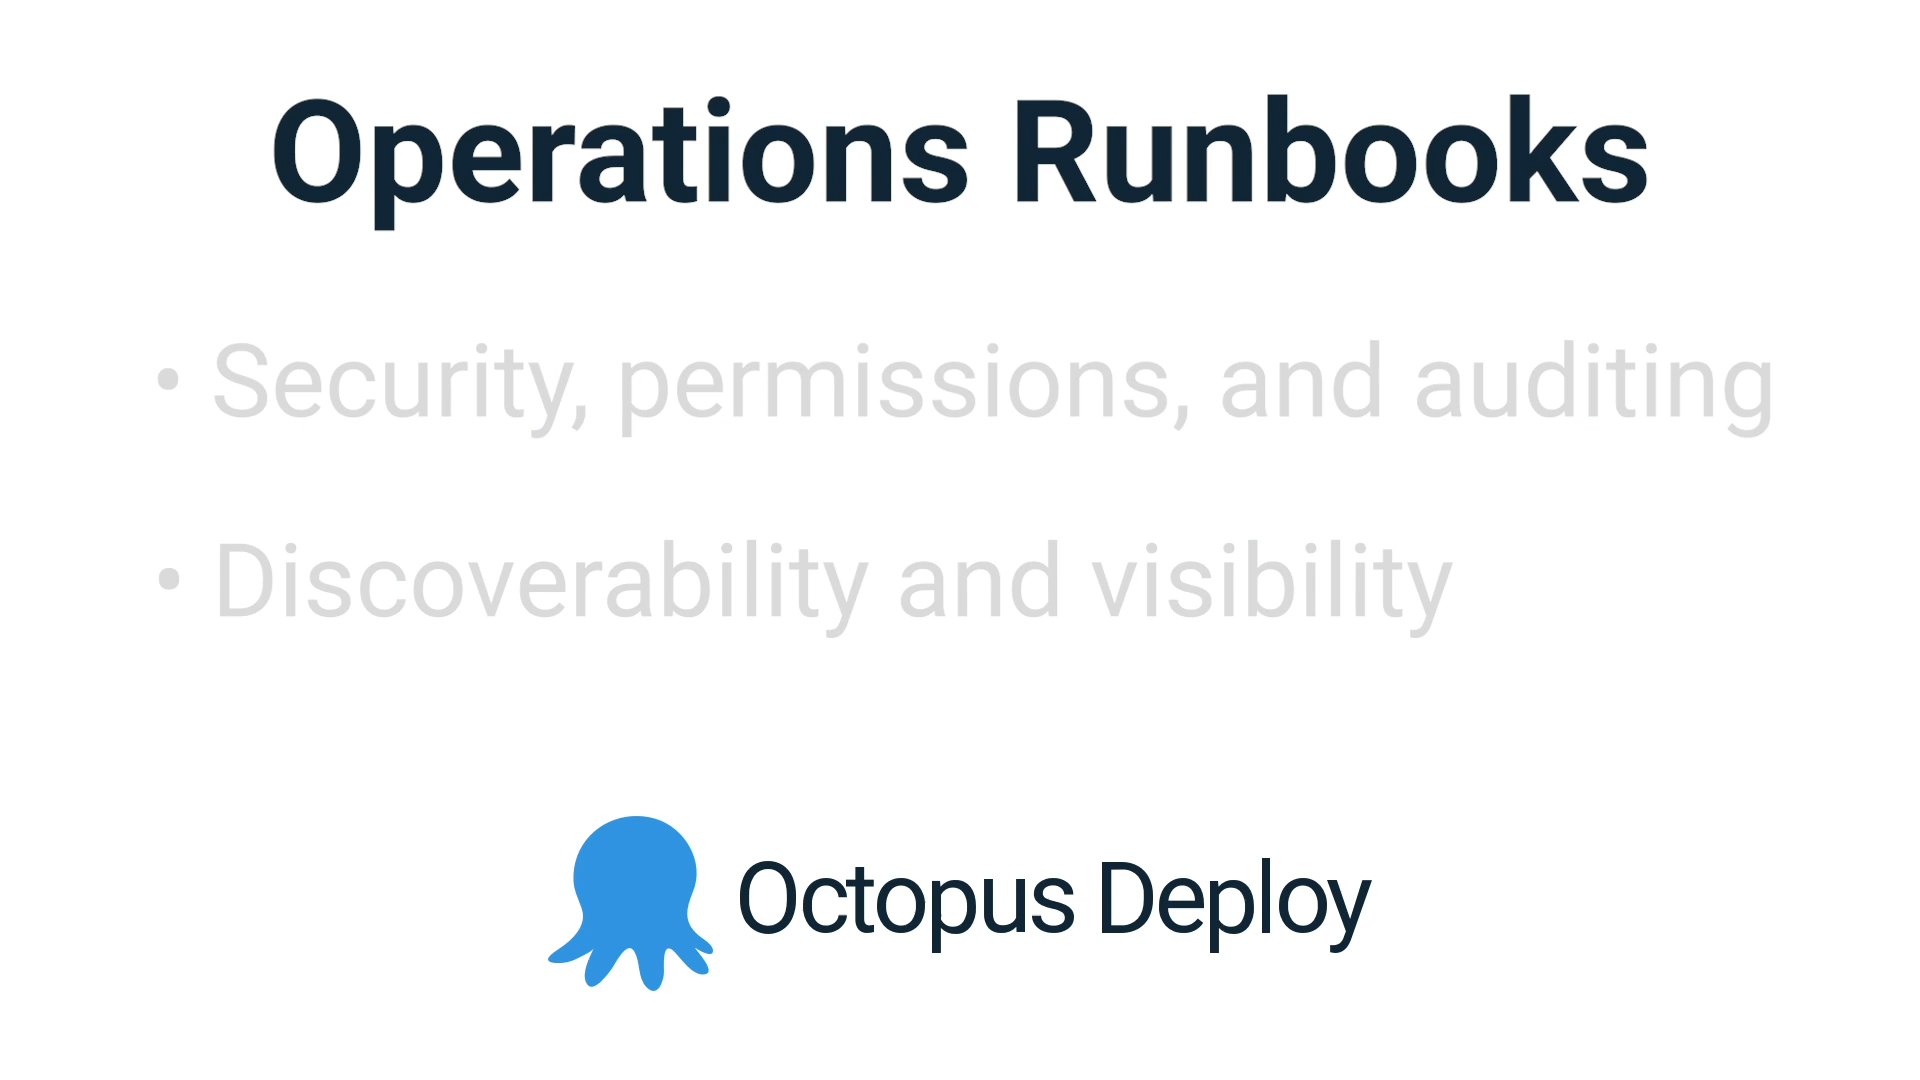 Operations Runbooks
• Security, permissions, and auditing
• Discoverability and visibility
Octopus Deploy